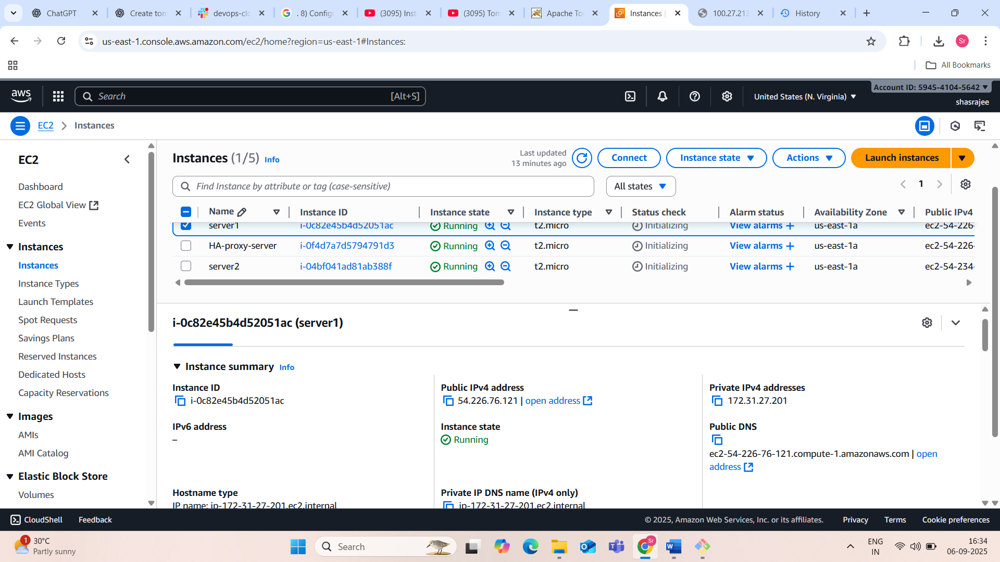 ChatGPT
Create tom
devops-clo
. 8) Configu
(3095) Insta
(3095) Tom
Apache To
Instances |
100.27.213
History
us-east-1.console.aws.amazon.com/ec2/home?region=us-east-1#Instances:
Sr
All Bookmarks
aws
Search
[Alt+S]
United States (N. Virginia)
Account ID: 5945-4104-5642
shasrajee
EC2
Instances
EC2
Dashboard
EC2 Global View
Events
Instances
Instances
Instance Types
Launch Templates
Spot Requests
Savings Plans
Reserved Instances
Dedicated Hosts
Capacity Reservations
Images
AMIs
AMI Catalog
Elastic Block Store
Volumes
Instances (1/5) Info
Last updated
13 minutes ago
Connect
Instance state
Actions
Launch instances
Find Instance by attribute or tag (case-sensitive)
All states
1
Name Instance ID Instance state Instance type Status check Alarm status Availability Zone Public IPv4
server1 i-0c82e45b4d52051ac Running t2.micro Initializing View alarms + us-east-1a ec2-54-226-
HA-proxy-server i-0f4d7a7d5794791d3 Running t2.micro Initializing View alarms + us-east-1a ec2-54-226-
server2 i-04bf041ad81ab388f Running t2.micro Initializing View alarms + us-east-1a ec2-54-234-
i-0c82e45b4d52051ac (server1)
Instance summary Info
Instance ID
i-0c82e45b4d52051ac
Public IPv4 address
54.226.76.121 | open address
Private IPv4 addresses
172.31.27.201
IPv6 address
–
Instance state
Running
Public DNS
ec2-54-226-76-121.compute-1.amazonaws.com | open
address
Hostname type
IP name: ip-172-31-27-201.ec2.internal
Private IP DNS name (IPv4 only)
ip-172-31-27-201.ec2.internal
CloudShell
Feedback
© 2025, Amazon Web Services, Inc. or its affiliates.
Privacy
Terms
Cookie preferences
1
30°C
Partly sunny
Search
Sr
ENG
IN
16:34
06-09-2025